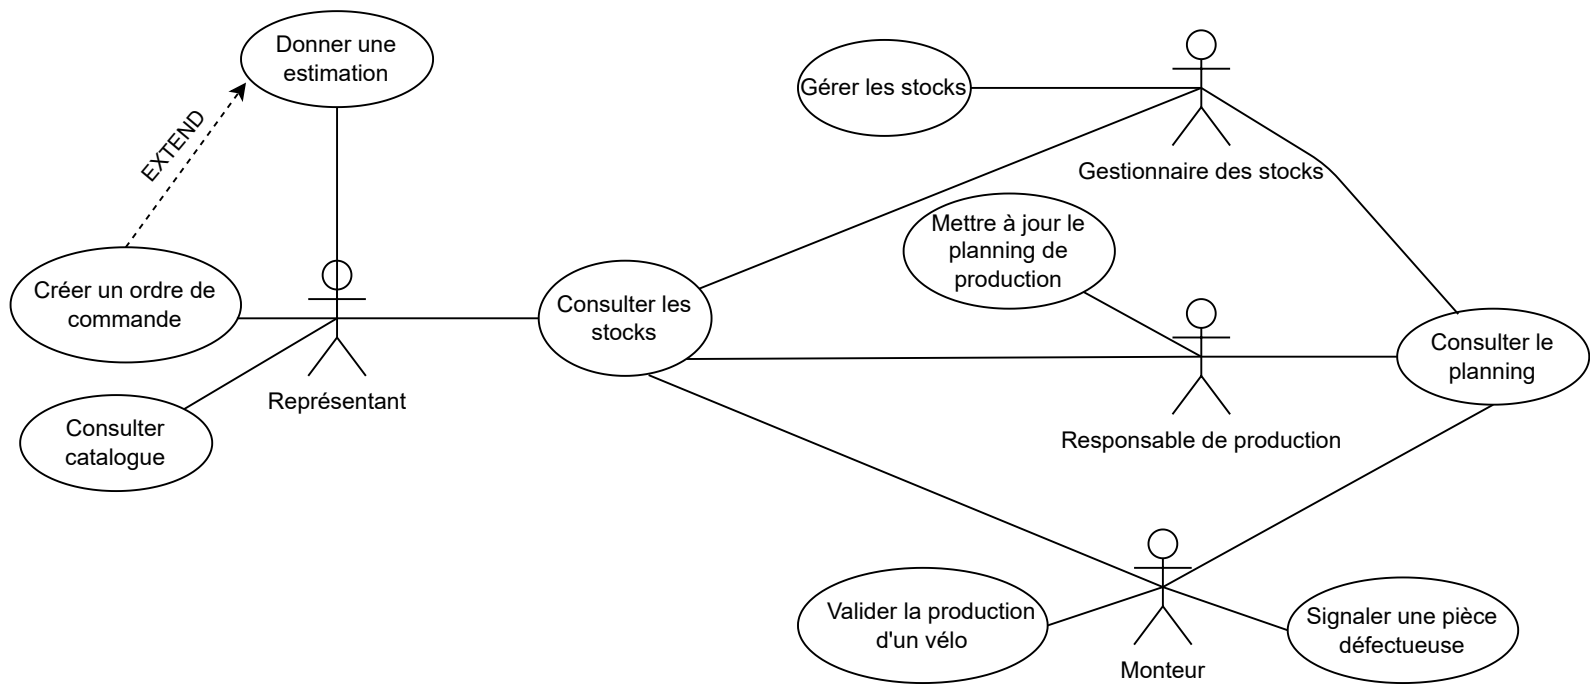 Donner une
estimation
EXTEND
Gérer les stocks
Gestionnaire des stocks
Mettre à jour le
planning de
production
Créer un ordre de
commande
Consulter les
stocks
Consulter le
planning
Représentant
Consulter
catalogue
Responsable de production
Valider la production
d'un vélo
Signaler une pièce
défectueuse
Monteur